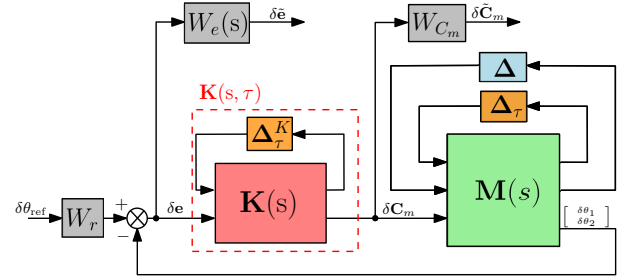 W_e(s)
δẽ
W_{C_m}
δC̃_m
K(s, τ)
Δ
Δ_τ^K
Δ_τ
δθ_ref
W_r
+
−
δe
K(s)
δC_m
M(s)
[ δθ_1
δθ_2 ]